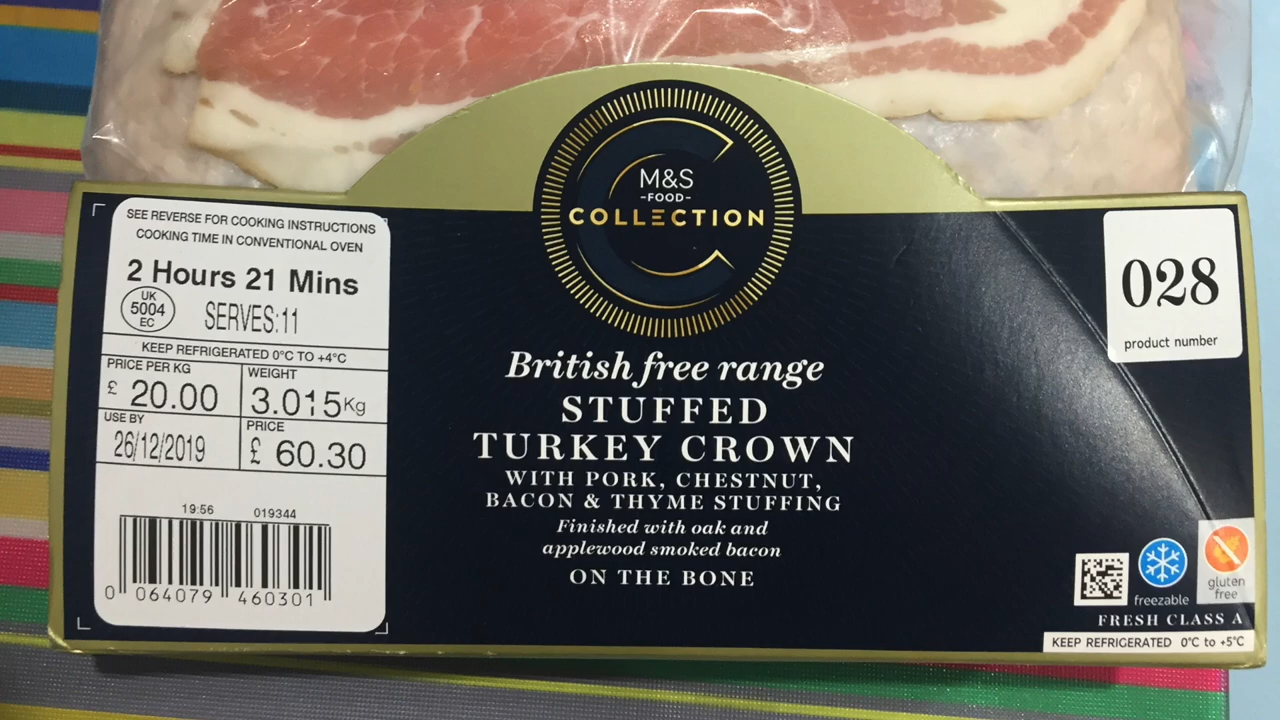 M&S
-FOOD-
COLLECTION
SEE REVERSE FOR COOKING INSTRUCTIONS
COOKING TIME IN CONVENTIONAL OVEN
2 Hours 21 Mins
UK
5004
EC
SERVES:11
KEEP REFRIGERATED 0°C TO +4°C
PRICE PER KG
£ 20.00
WEIGHT
3.015Kg
USE BY
26/12/2019
PRICE
£ 60.30
19:56 019344
0 064079 460301
British free range
STUFFED
TURKEY CROWN
WITH PORK, CHESTNUT,
BACON & THYME STUFFING
Finished with oak and
applewood smoked bacon
ON THE BONE
028
product number
freezable
gluten
free
FRESH CLASS A
KEEP REFRIGERATED 0°C to +5°C